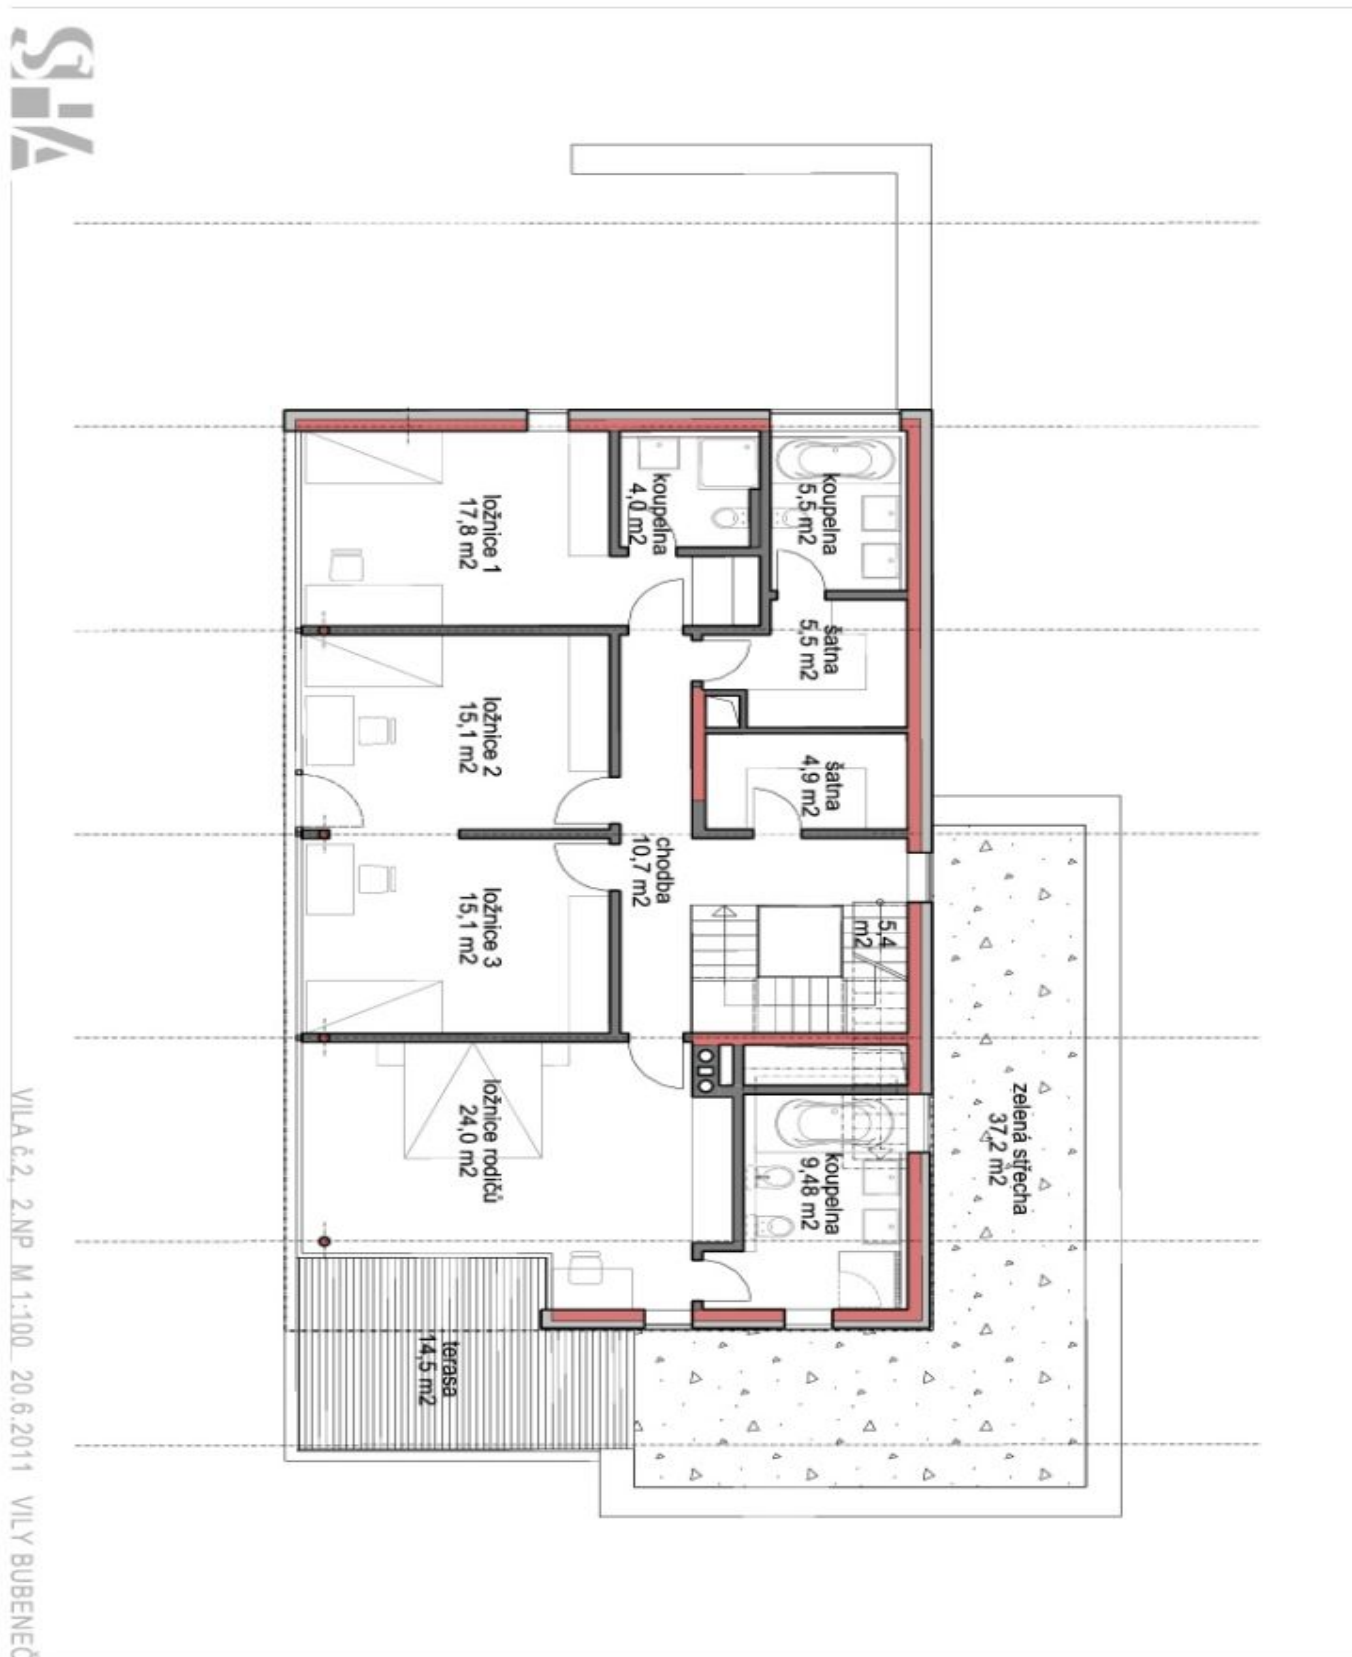 SHA
koupelna
4,0 m2
koupelna
5,5 m2
ložnice 1
17,8 m2
šatna
5,5 m2
ložnice 2
15,1 m2
šatna
4,9 m2
chodba
10,7 m2
ložnice 3
15,1 m2
5,4
m2
ložnice rodičů
24,0 m2
koupelna
9,48 m2
zelená střecha
37,2 m2
terasa
14,5 m2
VILA č.2, 2.NP M 1:100 20.6.2011 VILY BUBENEČ